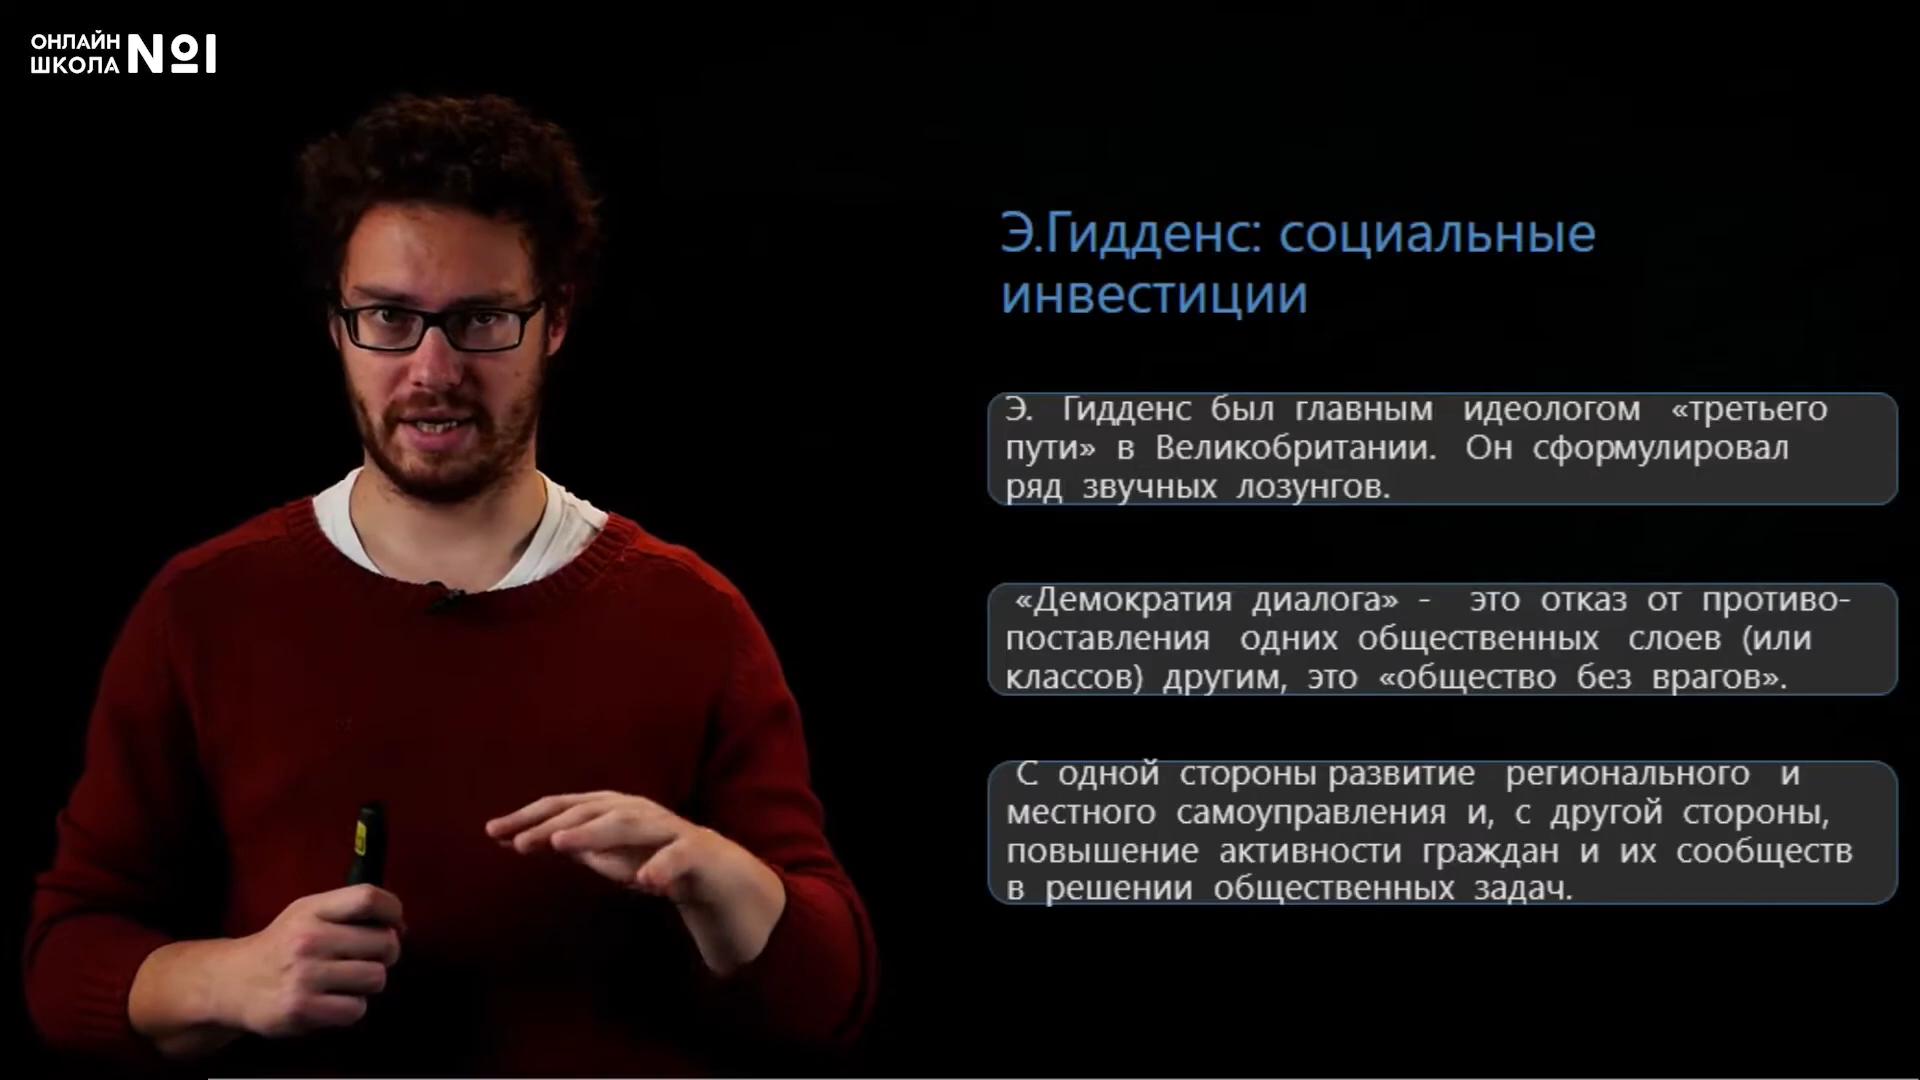 ОНЛАЙН
ШКОЛА №1
Э.Гидденс: социальные
инвестиции
Э. Гидденс был главным идеологом «третьего
пути» в Великобритании. Он сформулировал
ряд звучных лозунгов.
«Демократия диалога» - это отказ от противо-
поставления одних общественных слоев (или
классов) другим, это «общество без врагов».
С одной стороны развитие регионального и
местного самоуправления и, с другой стороны,
повышение активности граждан и их сообществ
в решении общественных задач.